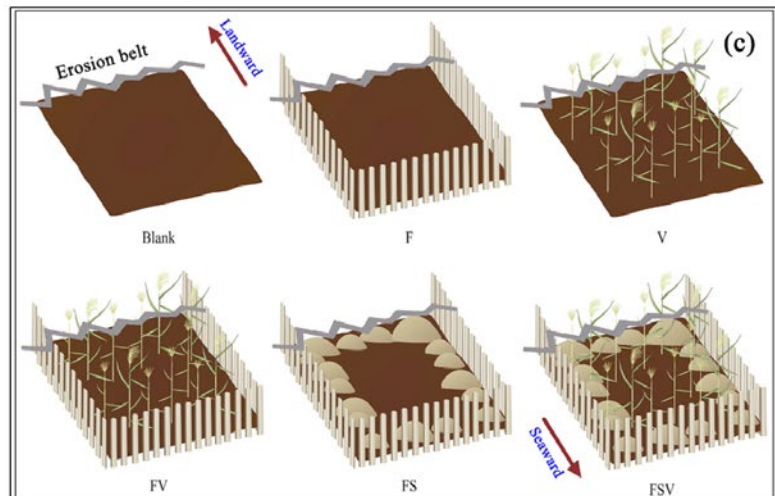 Landward
(c)
Erosion belt
Blank
F
V
FV
FS
FSV
Seaward